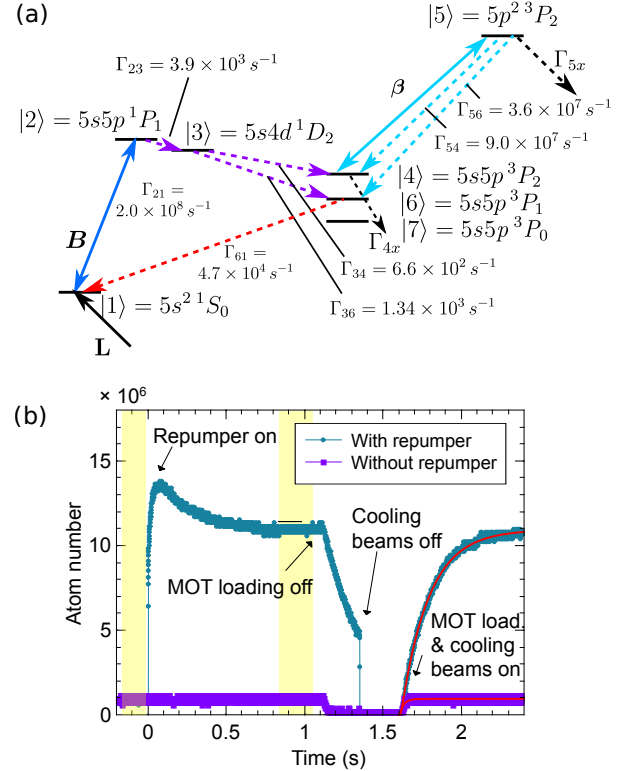 (a)
|5⟩ = 5p² ³P₂
Γ₂₃ = 3.9 × 10³ s⁻¹
Γ₅ₓ
|2⟩ = 5s5p ¹P₁
|3⟩ = 5s4d ¹D₂
β
Γ₅₆ = 3.6 × 10⁷ s⁻¹
Γ₅₄ = 9.0 × 10⁷ s⁻¹
|4⟩ = 5s5p ³P₂
Γ₂₁ =
2.0 × 10⁸ s⁻¹
|6⟩ = 5s5p ³P₁
|7⟩ = 5s5p ³P₀
B
Γ₆₁ =
4.7 × 10⁴ s⁻¹
Γ₄ₓ
Γ₃₄ = 6.6 × 10² s⁻¹
|1⟩ = 5s² ¹S₀
Γ₃₆ = 1.34 × 10³ s⁻¹
L
(b)
× 10⁶
18
15
10
5
0
Atom number
Repumper on
With repumper
Without repumper
Cooling
beams off
MOT loading off
MOT load.
& cooling
beams on
0
0.5
1
1.5
2
Time (s)